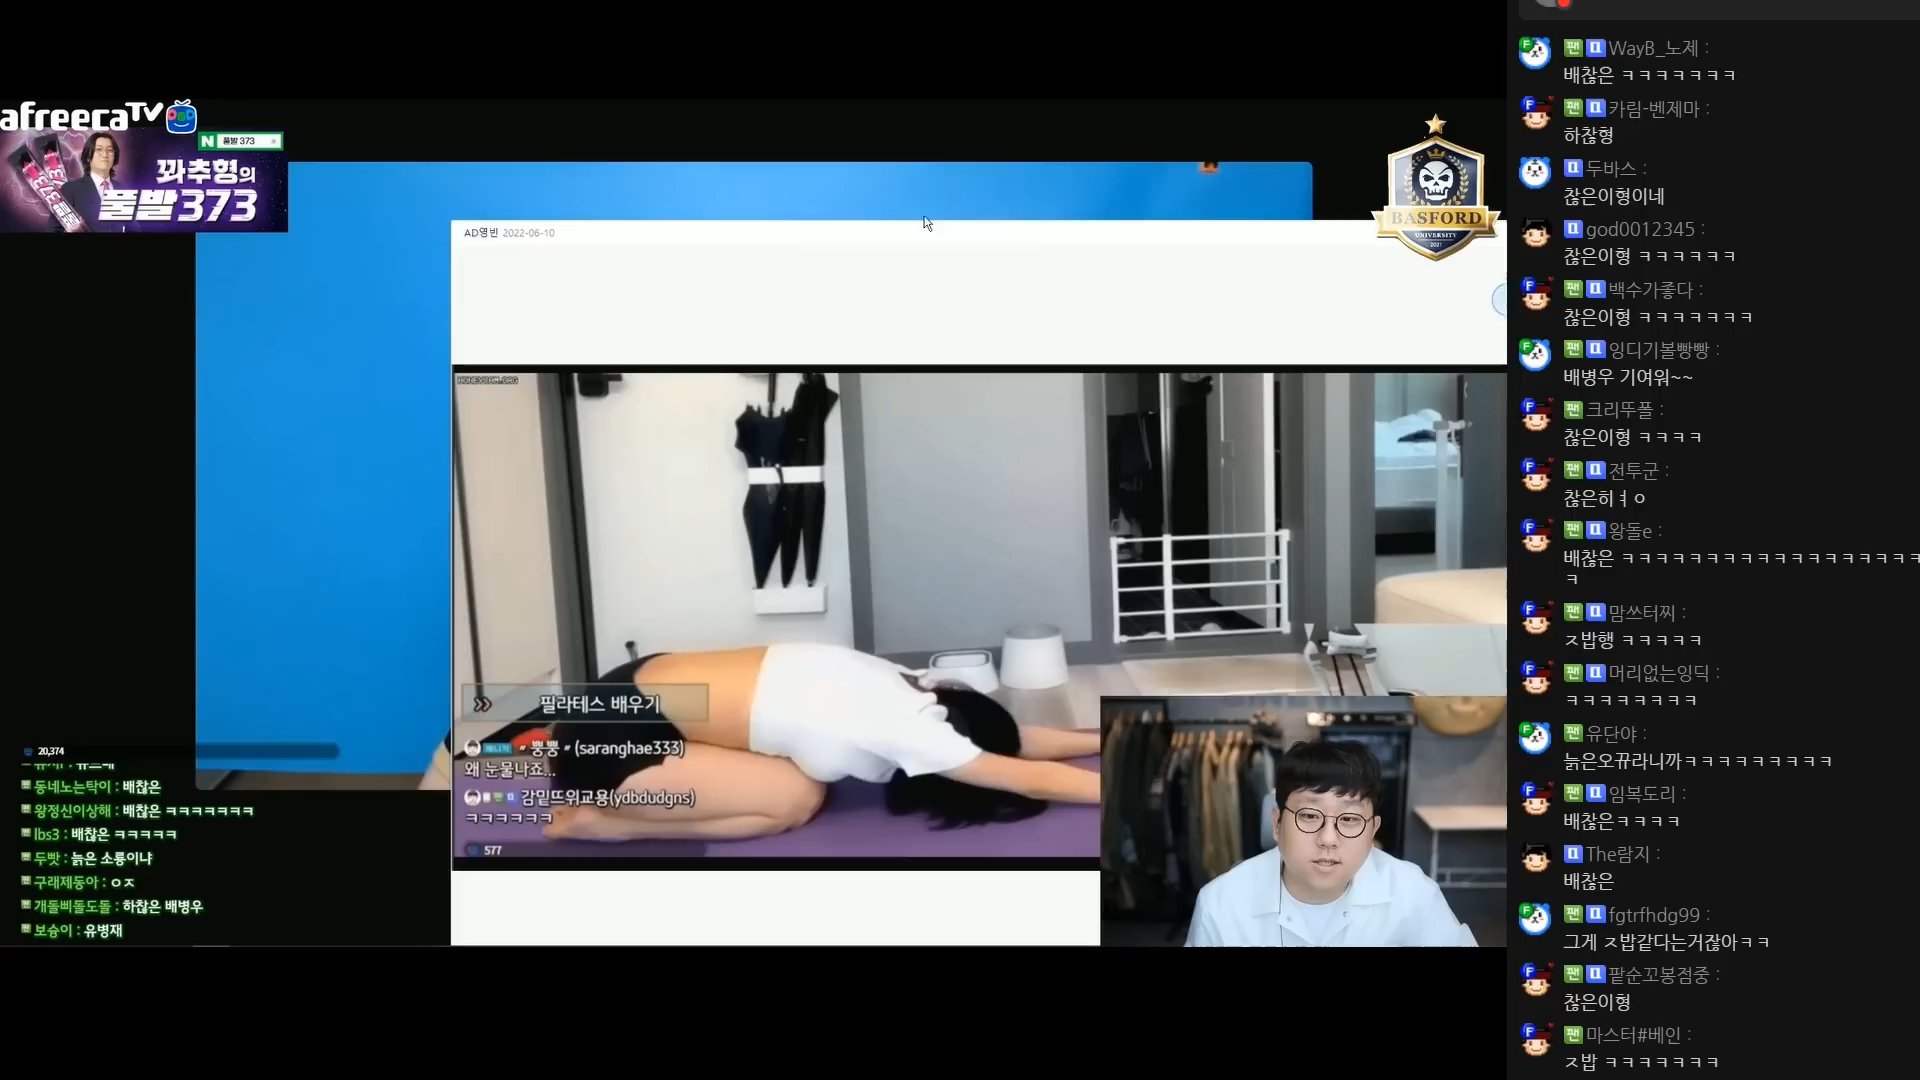 afreecaTV
N 풀발 373
꽈추형의
풀발373
AD영빈 2022-06-10
BASFORD
UNIVERSITY
2021
필라테스 배우기
〃뿡뿡〃(saranghae333)
왜 눈물나죠...
감밑뜨위교용(ydbdudgns)
ㅋㅋㅋㅋㅋㅋ
577
20,374
동네노는탁이 : 배찮은
왕정신이상해 : 배찮은 ㅋㅋㅋㅋㅋㅋㅋ
lbs3 : 배찮은 ㅋㅋㅋㅋㅋ
두빳 : 늙은 소룡이냐
구래제동아 : ㅇㅈ
개돌삐돌도돌 : 하찮은 배병우
보슝이 : 유병재
WayB_노제 :
배찮은 ㅋㅋㅋㅋㅋㅋㅋ
카림-벤제마 :
하찮형
두바스 :
찮은이형이네
god0012345 :
찮은이형 ㅋㅋㅋㅋㅋㅋ
백수가좋다 :
찮은이형 ㅋㅋㅋㅋㅋㅋㅋ
잉디기볼빵빵 :
배병우 기여워~~
크리뚜플 :
찮은이형 ㅋㅋㅋㅋ
전투군 :
찮은히ㅕㅇ
왕돌e :
배찮은 ㅋㅋㅋㅋㅋㅋㅋㅋㅋㅋㅋㅋㅋㅋㅋㅋㅋㅋ
ㅋ
맘쓰터찌 :
ㅈ밥행 ㅋㅋㅋㅋㅋ
머리없는잉딕 :
ㅋㅋㅋㅋㅋㅋㅋㅋ
유단야 :
늙은오뀨라니까ㅋㅋㅋㅋㅋㅋㅋㅋㅋ
임복도리 :
배찮은ㅋㅋㅋㅋ
The람지 :
배찮은
fgtrfhdg99 :
그게 ㅈ밥같다는거잖아ㅋㅋ
팥순꼬봉점중 :
찮은이형
마스터#베인 :
ㅈ밥 ㅋㅋㅋㅋㅋㅋㅋ